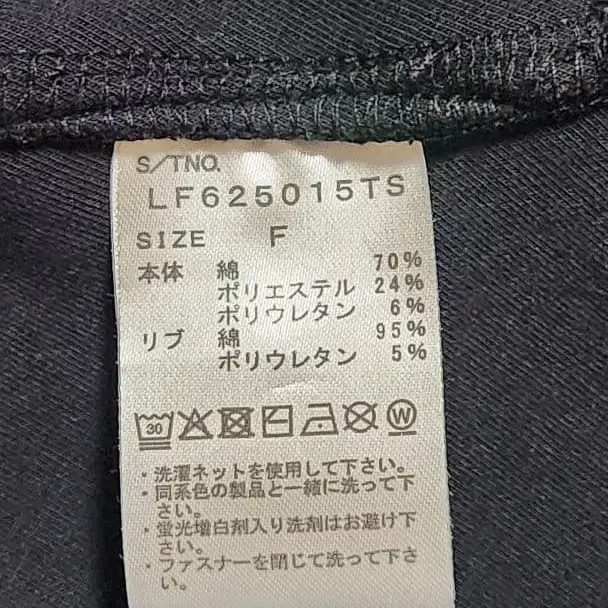 S/TNO.
LF625015TS
SIZE F
本体 綿 70%
ポリエステル 24%
ポリウレタン 6%
リブ 綿 95%
ポリウレタン 5%
30 W
・洗濯ネットを使用して下さい。
・同系色の製品と一緒に洗って下
さい。
・蛍光増白剤入り洗剤はお避け下
さい。
・ファスナーを閉じて洗って下さ
い。